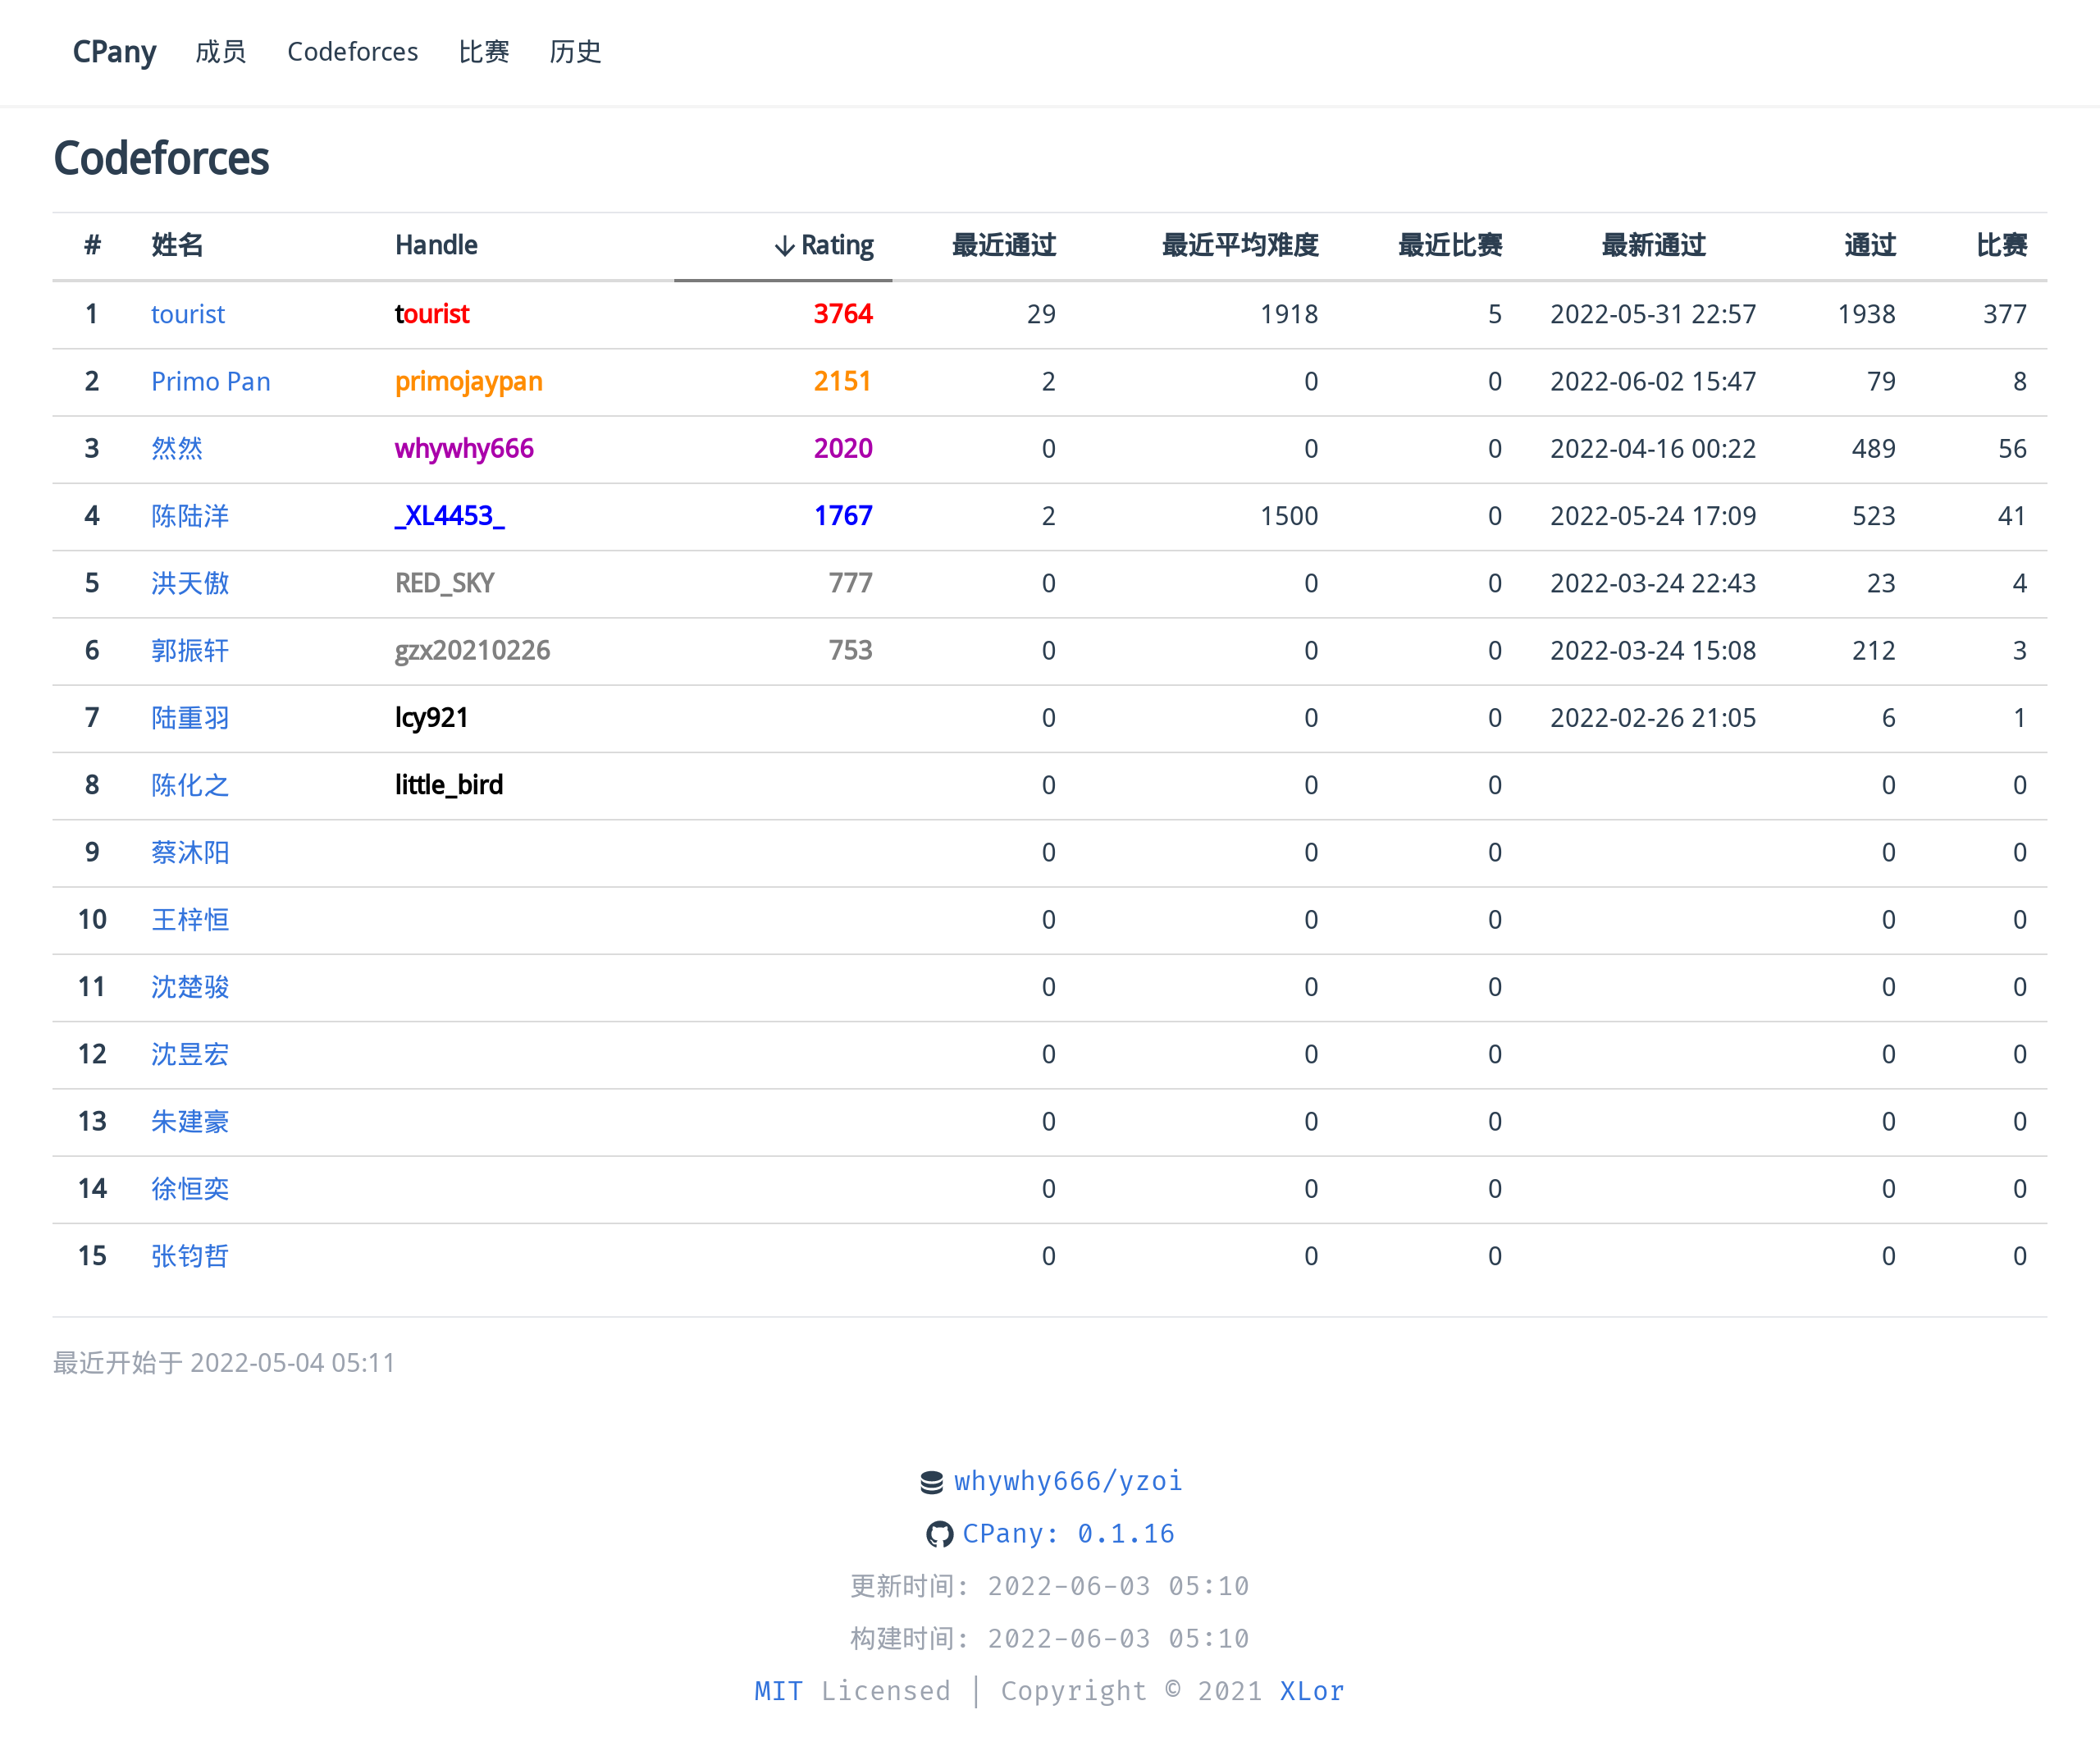 CPany 成员 Codeforces 比赛 历史
Codeforces
# 姓名 Handle ↓ Rating 最近通过 最近平均难度 最近比赛 最新通过 通过 比赛
1 tourist tourist 3764 29 1918 5 2022-05-31 22:57 1938 377
2 Primo Pan primojaypan 2151 2 0 0 2022-06-02 15:47 79 8
3 然然 whywhy666 2020 0 0 0 2022-04-16 00:22 489 56
4 陈陆洋 _XL4453_ 1767 2 1500 0 2022-05-24 17:09 523 41
5 洪天傲 RED_SKY 777 0 0 0 2022-03-24 22:43 23 4
6 郭振轩 gzx20210226 753 0 0 0 2022-03-24 15:08 212 3
7 陆重羽 lcy921 0 0 0 2022-02-26 21:05 6 1
8 陈化之 little_bird 0 0 0 0 0
9 蔡沐阳 0 0 0 0 0
10 王梓恒 0 0 0 0 0
11 沈楚骏 0 0 0 0 0
12 沈昱宏 0 0 0 0 0
13 朱建豪 0 0 0 0 0
14 徐恒奕 0 0 0 0 0
15 张钧哲 0 0 0 0 0
最近开始于 2022-05-04 05:11
whywhy666/yzoi
CPany: 0.1.16
更新时间: 2022-06-03 05:10
构建时间: 2022-06-03 05:10
MIT Licensed | Copyright © 2021 XLor